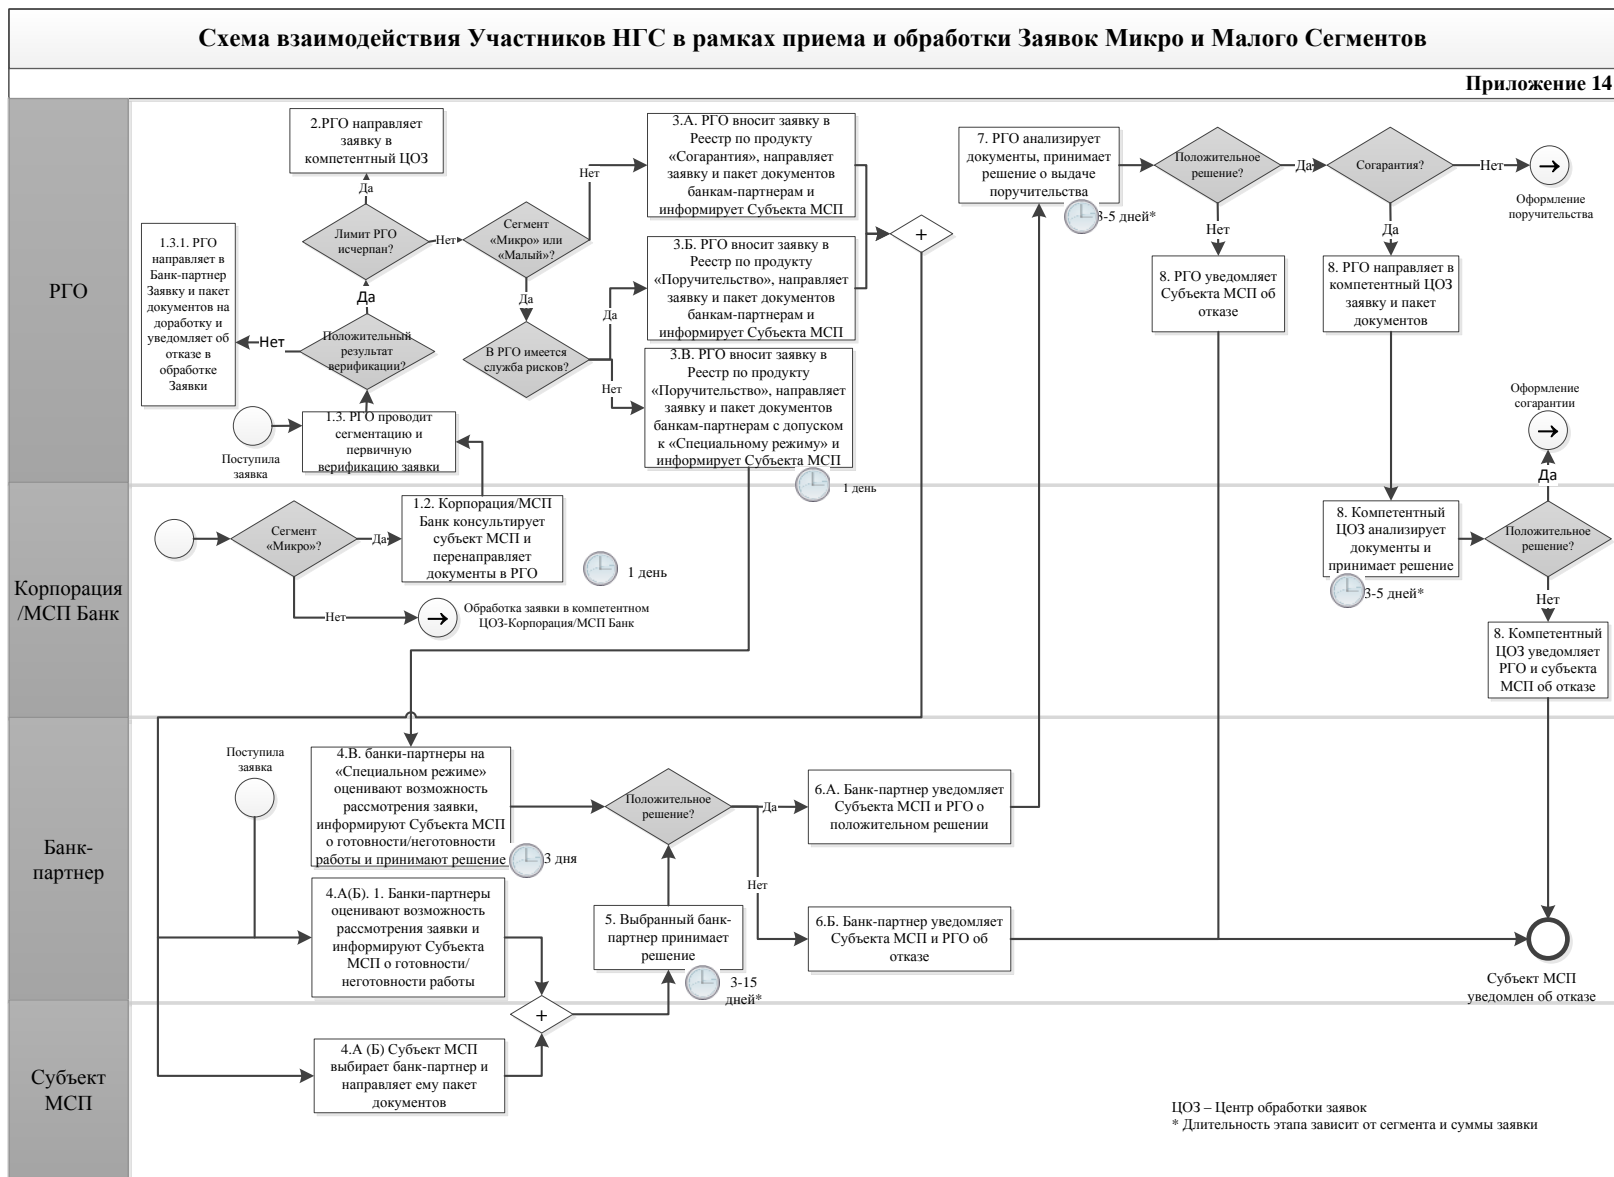 Схема взаимодействия Участников НГС в рамках приема и обработки Заявок Микро и Малого Сегментов
Приложение 14
РГО
2.РГО направляет
заявку в
компетентный ЦОЗ
Да
Лимит РГО
исчерпан?
Нет
Да
1.3.1. РГО
направляет в
Банк-партнер
Заявку и пакет
документов на
доработку и
уведомляет об
отказе в
обработке
Заявки
Нет
Положительный
результат
верификации?
Поступила
заявка
1.3. РГО проводит
сегментацию и
первичную
верификацию заявки
Сегмент
«Микро» или
«Малый»?
Нет
Да
В РГО имеется
служба рисков?
Да
Нет
3.А. РГО вносит заявку в
Реестр по продукту
«Согарантия», направляет
заявку и пакет документов
банкам-партнерам и
информирует Субъекта МСП
3.Б. РГО вносит заявку в
Реестр по продукту
«Поручительство», направляет
заявку и пакет документов
банкам-партнерам и
информирует Субъекта МСП
3.В. РГО вносит заявку в
Реестр по продукту
«Поручительство», направляет
заявку и пакет документов
банкам-партнерам с допуском
к «Специальному режиму» и
информирует Субъекта МСП
1 день
+
7. РГО анализирует
документы, принимает
решение о выдаче
поручительства
3-5 дней*
Положительное
решение?
Да
Нет
8. РГО уведомляет
Субъекта МСП об
отказе
Согарантия?
Нет
Оформление
поручительства
Да
8. РГО направляет в
компетентный ЦОЗ
заявку и пакет
документов
Оформление
согарантии
Да
Корпорация
/МСП Банк
Сегмент
«Микро»?
Да
1.2. Корпорация/МСП
Банк консультирует
субъект МСП и
перенаправляет
документы в РГО
1 день
Нет
Обработка заявки в компетентном
ЦОЗ-Корпорация/МСП Банк
8. Компетентный
ЦОЗ анализирует
документы и
принимает решение
3-5 дней*
Положительное
решение?
Нет
8. Компетентный
ЦОЗ уведомляет
РГО и субъекта
МСП об отказе
Банк-
партнер
Поступила
заявка
4.В. банки-партнеры на
«Специальном режиме»
оценивают возможность
рассмотрения заявки,
информируют Субъекта МСП
о готовности/неготовности
работы и принимают решение
3 дня
4.А(Б). 1. Банки-партнеры
оценивают возможность
рассмотрения заявки и
информируют Субъекта
МСП о готовности/
неготовности работы
Положительное
решение?
Да
Нет
5. Выбранный банк-
партнер принимает
решение
3-15
дней*
6.А. Банк-партнер уведомляет
Субъекта МСП и РГО о
положительном решении
6.Б. Банк-партнер уведомляет
Субъекта МСП и РГО об
отказе
Субъект МСП
уведомлен об отказе
Субъект
МСП
+
4.А (Б) Субъект МСП
выбирает банк-партнер и
направляет ему пакет
документов
ЦОЗ – Центр обработки заявок
* Длительность этапа зависит от сегмента и суммы заявки